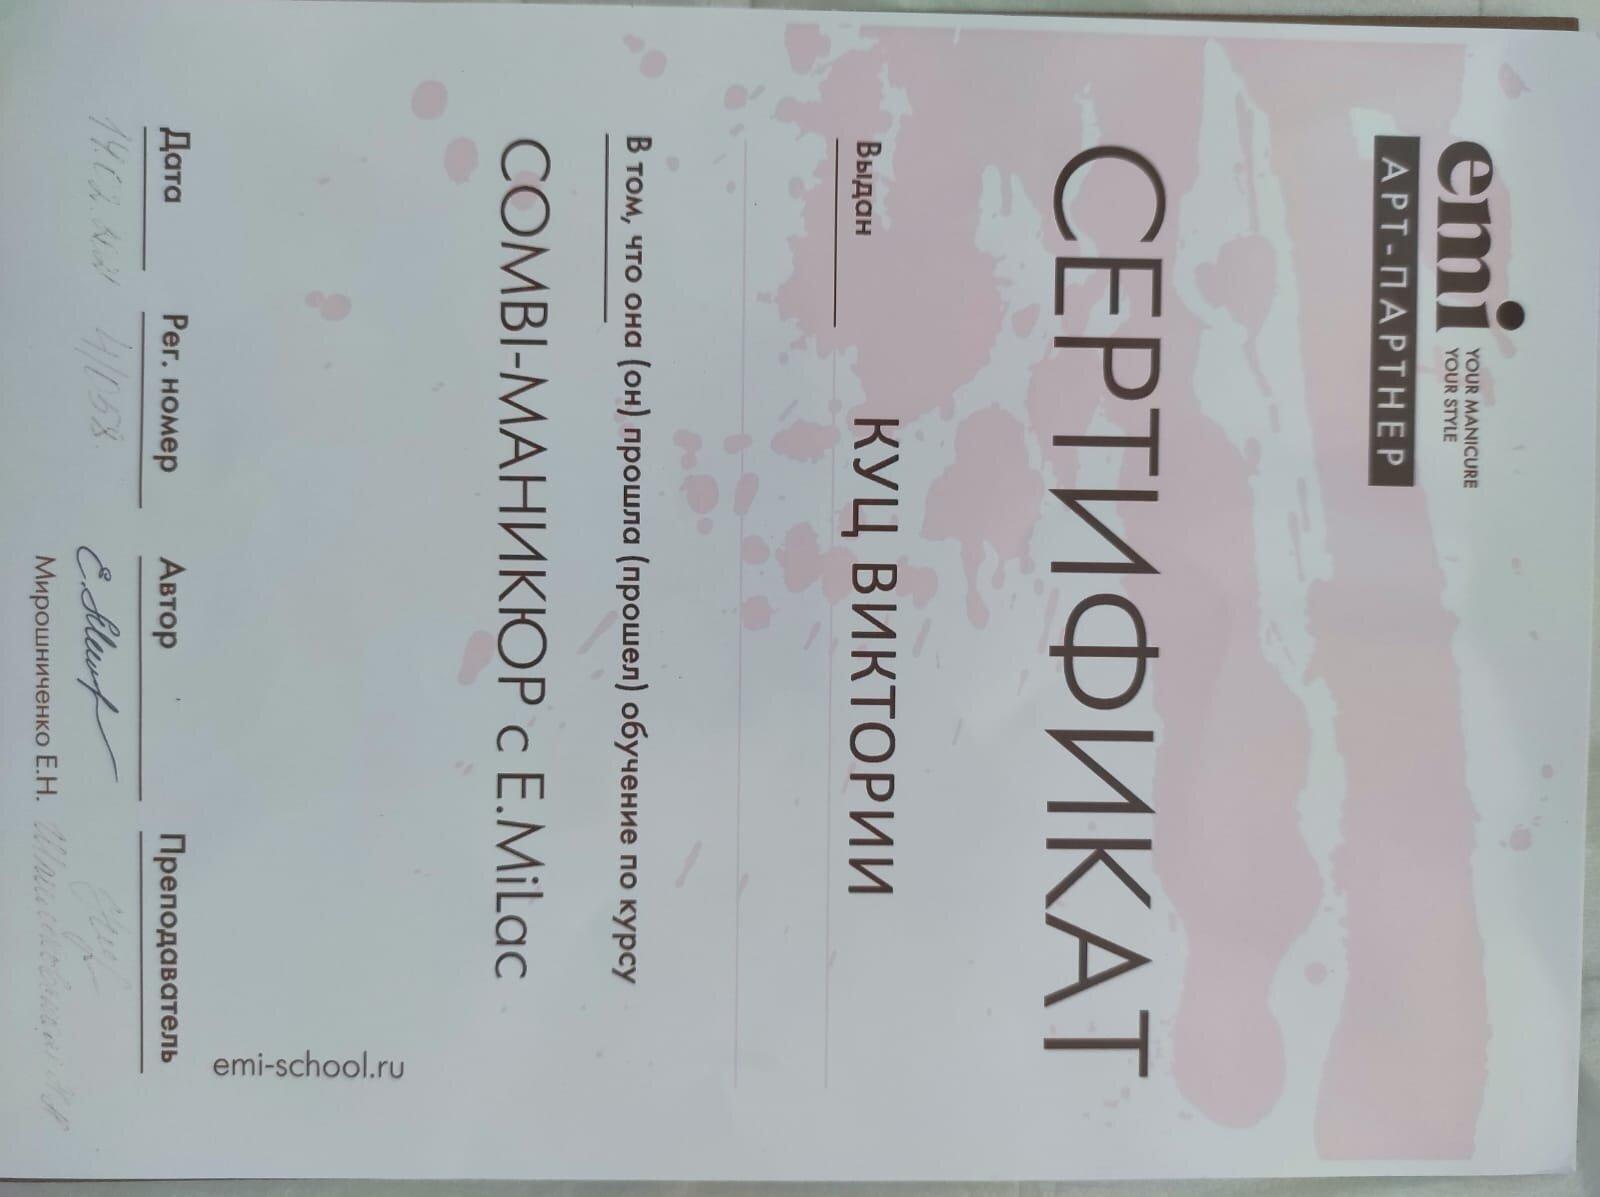 emi
YOUR MANICURE
YOUR STYLE
АРТ-ПАРТНЕР
СЕРТИФИКАТ
Выдан
КУЦ ВИКТОРИИ
В том, что она (он) прошла (прошел) обучение по курсу
COMBI-МАНИКЮР с E.MiLac
emi-school.ru
Дата Рег. номер Автор Преподаватель
Мирошниченко Е.Н.